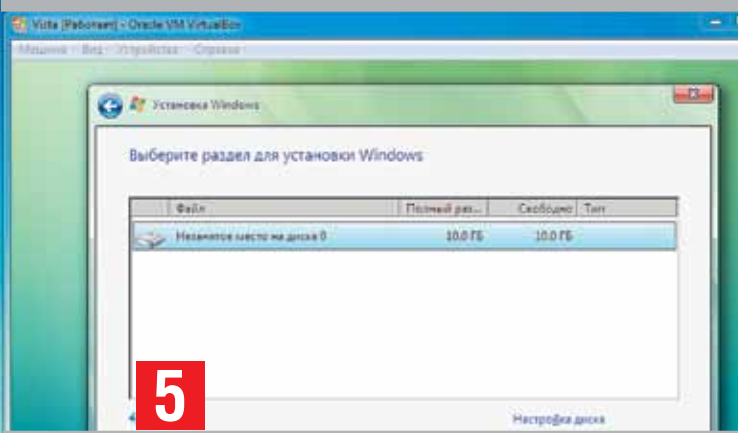 Vista [Работает] - Oracle VM VirtualBox
Машина Вид Устройства Справка
Установка Windows
Выберите раздел для установки Windows
Файл Полный раз... Свободно Тип
Незанятое место на диске 0 10.0 ГБ 10.0 ГБ
5
Настройка диска